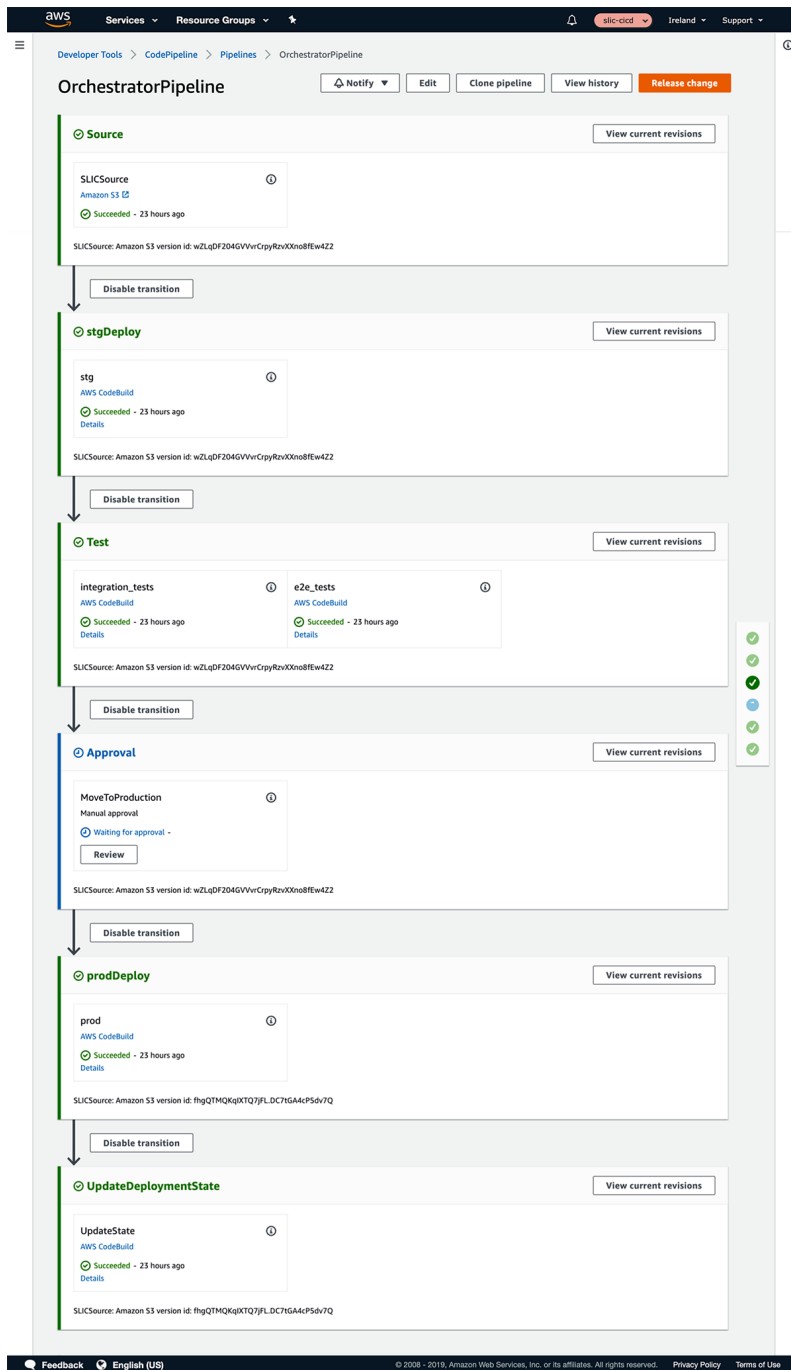 aws Services Resource Groups slic-cicd Ireland Support
Developer Tools > CodePipeline > Pipelines > OrchestratorPipeline
OrchestratorPipeline Notify Edit Clone pipeline View history Release change
Source View current revisions
SLICSource
Amazon S3
Succeeded - 23 hours ago
SLICSource: Amazon S3 version id: wZLqDF204GVVvrCrpyRzvXXno8fEw4Z2
Disable transition
stgDeploy View current revisions
stg
AWS CodeBuild
Succeeded - 23 hours ago
Details
SLICSource: Amazon S3 version id: wZLqDF204GVVvrCrpyRzvXXno8fEw4Z2
Disable transition
Test View current revisions
integration_tests e2e_tests
AWS CodeBuild AWS CodeBuild
Succeeded - 23 hours ago Succeeded - 23 hours ago
Details Details
SLICSource: Amazon S3 version id: wZLqDF204GVVvrCrpyRzvXXno8fEw4Z2
Disable transition
Approval View current revisions
MoveToProduction
Manual approval
Waiting for approval -
Review
SLICSource: Amazon S3 version id: wZLqDF204GVVvrCrpyRzvXXno8fEw4Z2
Disable transition
prodDeploy View current revisions
prod
AWS CodeBuild
Succeeded - 23 hours ago
Details
SLICSource: Amazon S3 version id: fhgQTMQKqIXTQ7jFL.DC7tGA4cP5dv7Q
Disable transition
UpdateDeploymentState View current revisions
UpdateState
AWS CodeBuild
Succeeded - 23 hours ago
Details
SLICSource: Amazon S3 version id: fhgQTMQKqIXTQ7jFL.DC7tGA4cP5dv7Q
Feedback English (US) © 2008 - 2019, Amazon Web Services, Inc. or its affiliates. All rights reserved. Privacy Policy Terms of Use